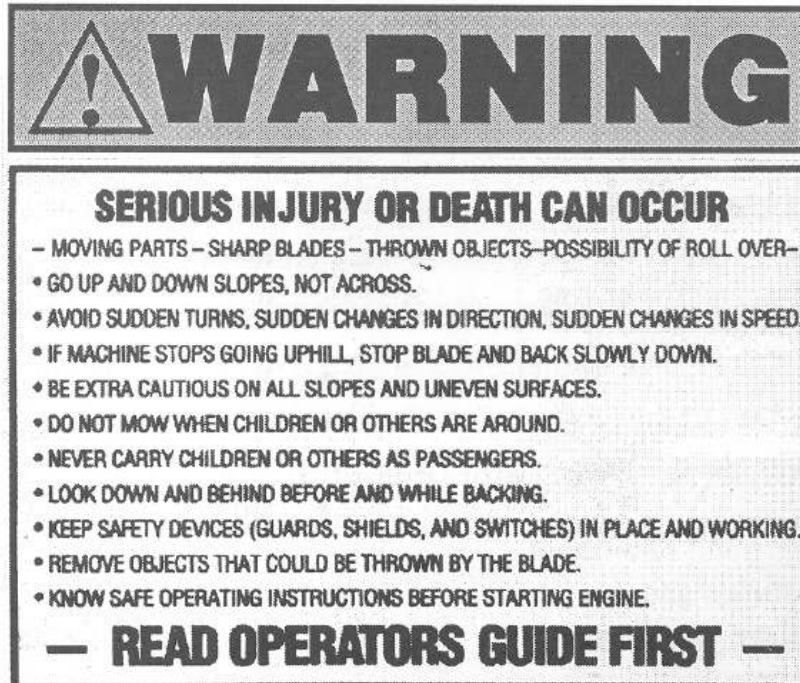 WARNING
SERIOUS INJURY OR DEATH CAN OCCUR
– MOVING PARTS – SHARP BLADES – THROWN OBJECTS–POSSIBILITY OF ROLL OVER–
• GO UP AND DOWN SLOPES, NOT ACROSS.
• AVOID SUDDEN TURNS, SUDDEN CHANGES IN DIRECTION, SUDDEN CHANGES IN SPEED.
• IF MACHINE STOPS GOING UPHILL, STOP BLADE AND BACK SLOWLY DOWN.
• BE EXTRA CAUTIOUS ON ALL SLOPES AND UNEVEN SURFACES.
• DO NOT MOW WHEN CHILDREN OR OTHERS ARE AROUND.
• NEVER CARRY CHILDREN OR OTHERS AS PASSENGERS.
• LOOK DOWN AND BEHIND BEFORE AND WHILE BACKING.
• KEEP SAFETY DEVICES (GUARDS, SHIELDS, AND SWITCHES) IN PLACE AND WORKING.
• REMOVE OBJECTS THAT COULD BE THROWN BY THE BLADE.
• KNOW SAFE OPERATING INSTRUCTIONS BEFORE STARTING ENGINE.
— READ OPERATORS GUIDE FIRST —